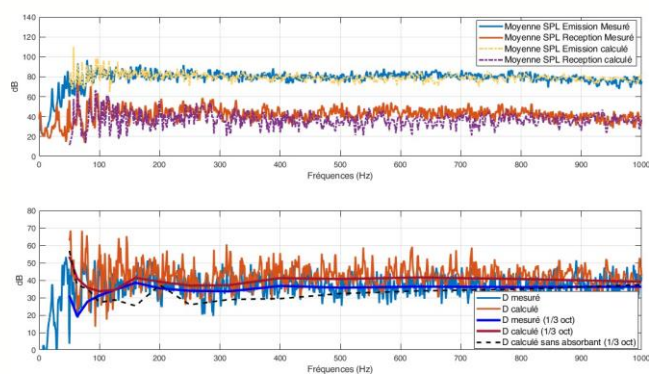 140
120
100
80
60
40
20
0
dB
Moyenne SPL Emission Mesuré
Moyenne SPL Reception Mesuré
Moyenne SPL Emission calculé
Moyenne SPL Reception calculé
0 100 200 300 400 500 600 700 800 900 1000
Fréquences (Hz)
80
70
60
50
40
30
20
10
0
dB
D mesuré
D calculé
D mesuré (1/3 oct)
D calculé (1/3 oct)
D calculé sans absorbant (1/3 oct)
0 100 200 300 400 500 600 700 800 900 1000
Fréquences (Hz)